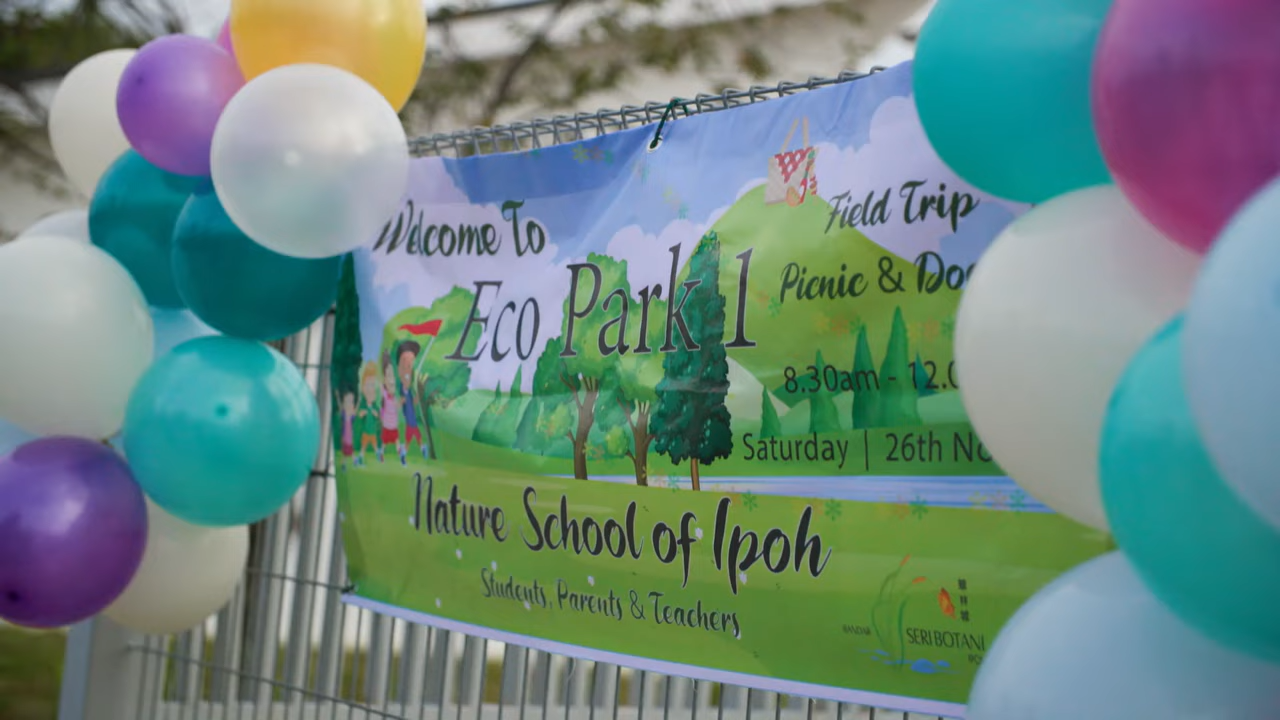 Welcome To
Eco Park 1
Field Trip
Picnic &
8.30am -
Saturday | 26th
Nature School of Ipoh
Students, Parents & Teachers
BANDAR
SERI BOTANI